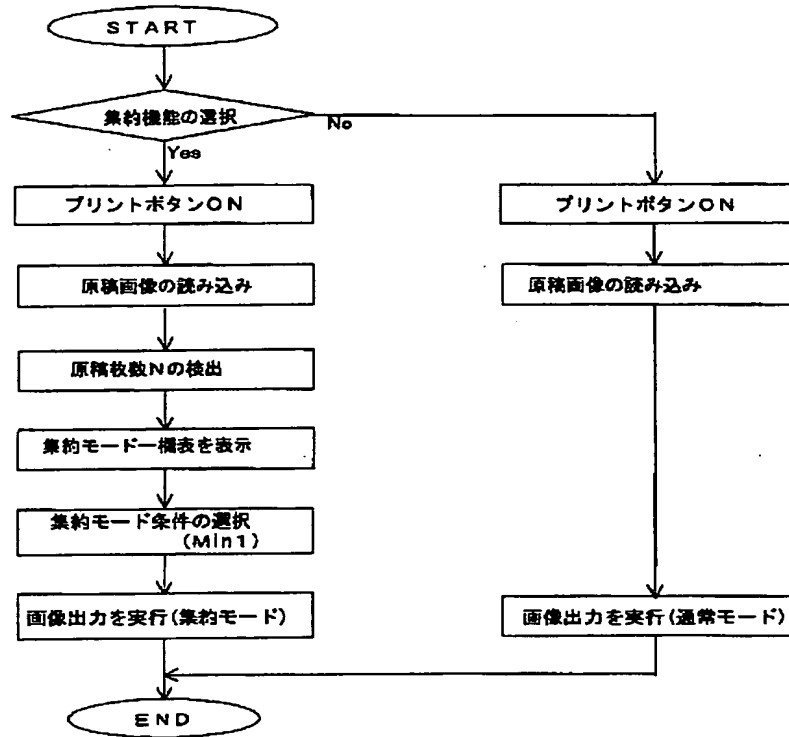 START
集約機能の選択
No
Yes
プリントボタンON
原稿画像の読み込み
原稿枚数Nの検出
集約モード一欄表を表示
集約モード条件の選択
(Min1)
画像出力を実行(集約モード)
プリントボタンON
原稿画像の読み込み
画像出力を実行(通常モード)
END